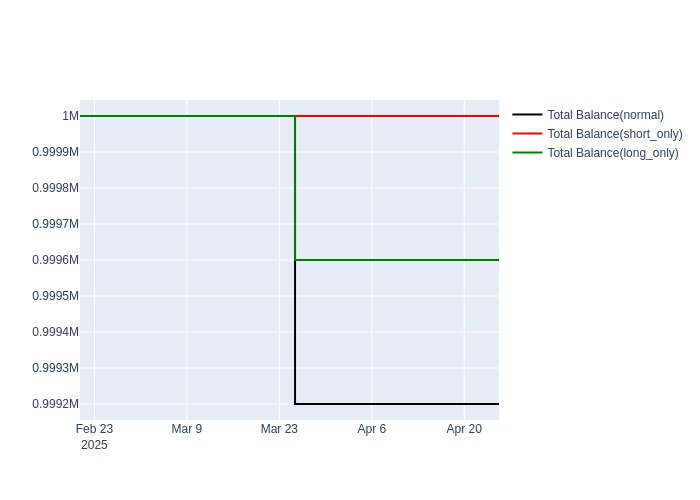 1M
0.9999M
0.9998M
0.9997M
0.9996M
0.9995M
0.9994M
0.9993M
0.9992M
Feb 23
2025
Mar 9
Mar 23
Apr 6
Apr 20
Total Balance(normal)
Total Balance(short_only)
Total Balance(long_only)